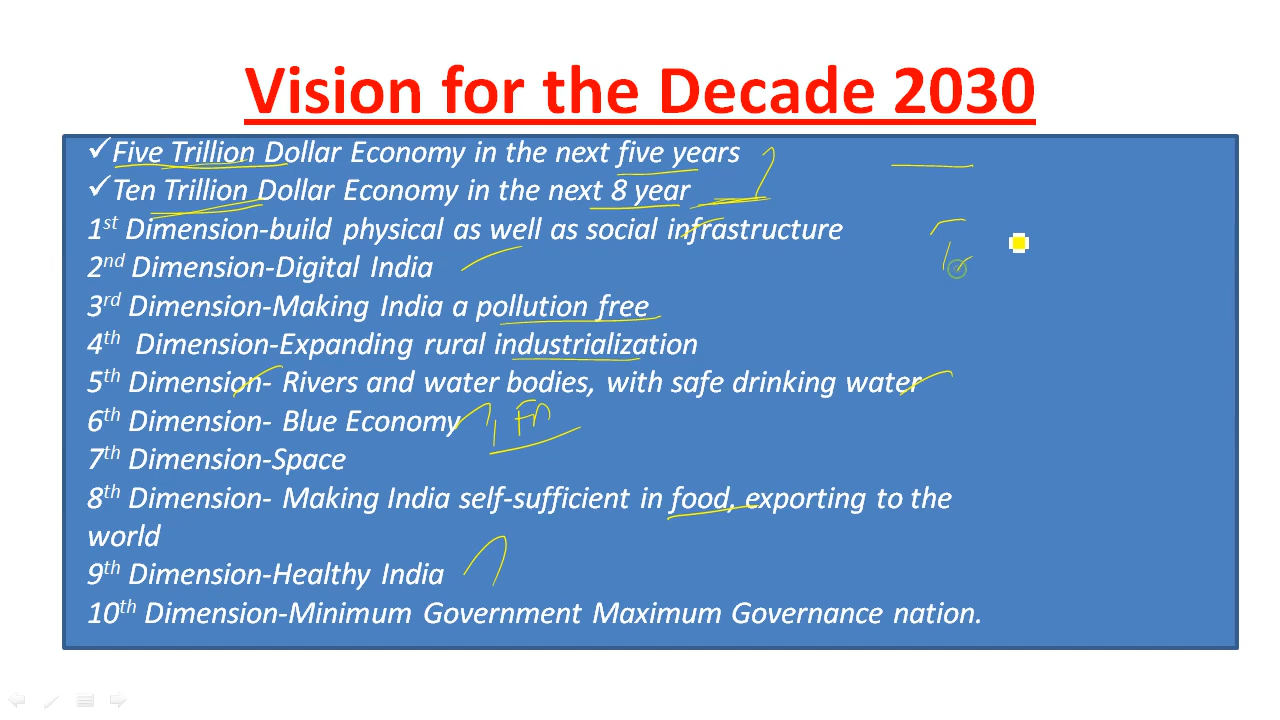 Vision for the Decade 2030
✓Five Trillion Dollar Economy in the next five years
✓Ten Trillion Dollar Economy in the next 8 year
1st Dimension-build physical as well as social infrastructure
2nd Dimension-Digital India
3rd Dimension-Making India a pollution free
4th Dimension-Expanding rural industrialization
5th Dimension- Rivers and water bodies, with safe drinking water
6th Dimension- Blue Economy
7th Dimension-Space
8th Dimension- Making India self-sufficient in food, exporting to the
world
9th Dimension-Healthy India
10th Dimension-Minimum Government Maximum Governance nation.